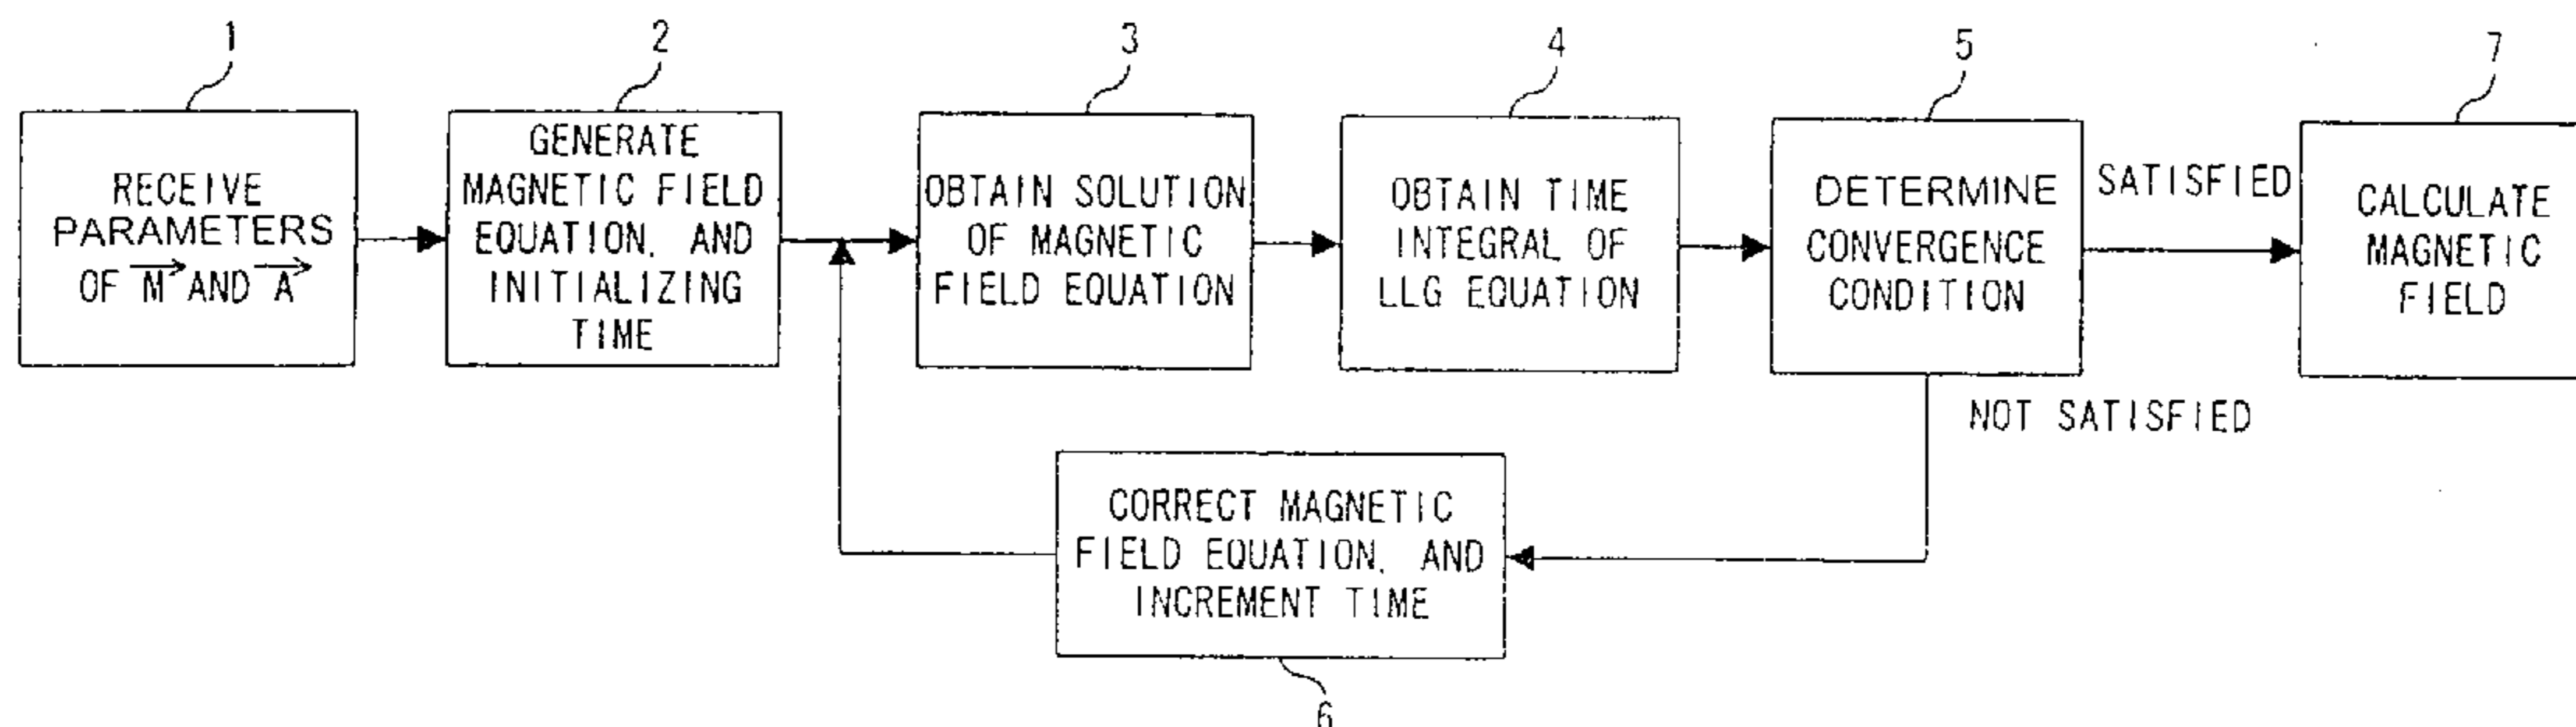 1
RECEIVE
PARAMETERS
OF M→ AND A→
2
GENERATE
MAGNETIC FIELD
EQUATION, AND
INITIALIZING
TIME
3
OBTAIN SOLUTION
OF MAGNETIC
FIELD EQUATION
4
OBTAIN TIME
INTEGRAL OF
LLG EQUATION
5
DETERMINE
CONVERGENCE
CONDITION
SATISFIED
7
CALCULATE
MAGNETIC
FIELD
NOT SATISFIED
CORRECT MAGNETIC
FIELD EQUATION, AND
INCREMENT TIME
6